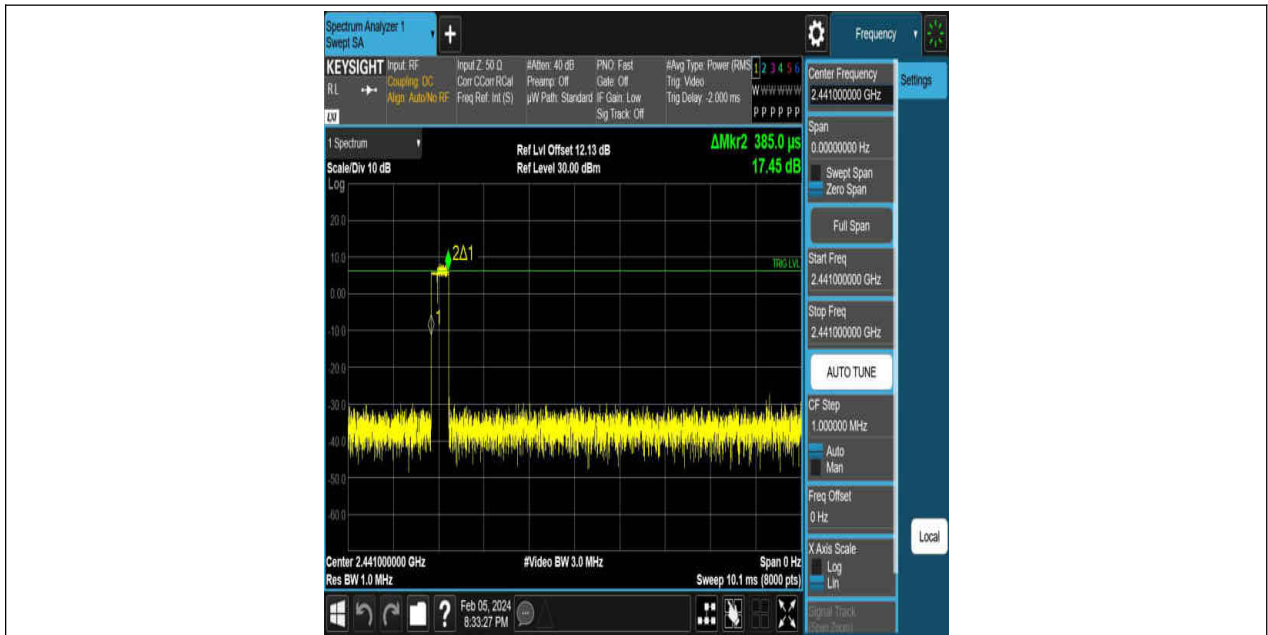 Spectrum Analyzer 1
Swept SA
+
Frequency
KEYSIGHT
RL
LXI
Input: RF
Coupling: DC
Align: Auto/No RF
Input Z: 50 Ω
Corr CCorr RCal
Freq Ref: Int (S)
#Atten: 40 dB
Preamp: Off
µW Path: Standard
PNO: Fast
Gate: Off
IF Gain: Low
Sig Track: Off
#Avg Type: Power (RMS
Trig: Video
Trig Delay: -2.000 ms
1 2 3 4 5 6
W W W W W W
P P P P P P
1 Spectrum
Scale/Div 10 dB
Log
Ref Lvl Offset 12.13 dB
Ref Level 30.00 dBm
ΔMkr2 385.0 µs
17.45 dB
20.0
10.0
0.00
-10.0
-20.0
-30.0
-40.0
-50.0
-60.0
2Δ1
1
TRIG LVL
Center 2.441000000 GHz
Res BW 1.0 MHz
#Video BW 3.0 MHz
Span 0 Hz
Sweep 10.1 ms (8000 pts)
Center Frequency
2.441000000 GHz
Settings
Span
0.00000000 Hz
Swept Span
Zero Span
Full Span
Start Freq
2.441000000 GHz
Stop Freq
2.441000000 GHz
AUTO TUNE
CF Step
1.000000 MHz
Auto
Man
Freq Offset
0 Hz
X Axis Scale
Log
Lin
Signal Track
(Span Zoom)
Local
?
Feb 05, 2024
8:33:27 PM